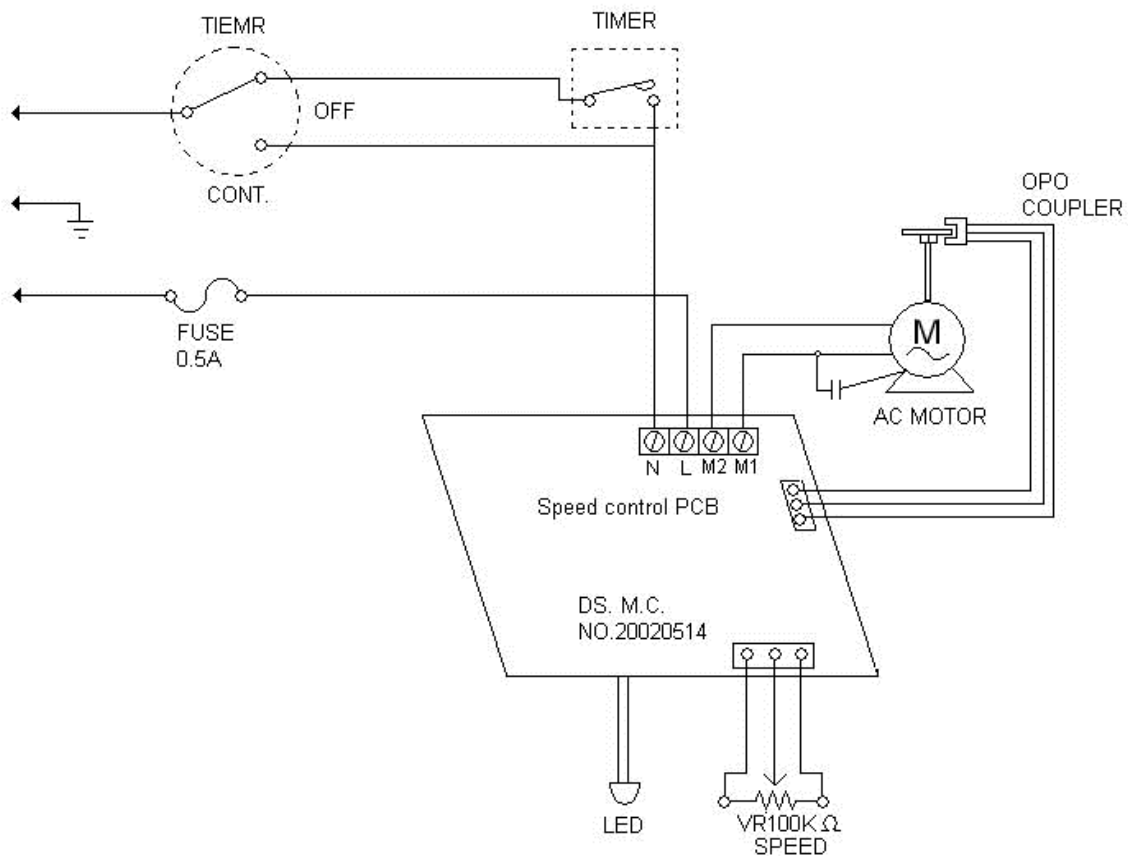 TIEMR
TIMER
OFF
CONT.
OPO
COUPLER
FUSE
0.5A
M
AC MOTOR
N L M2 M1
Speed control PCB
DS. M.C.
NO.20020514
LED
VR100KΩ
SPEED